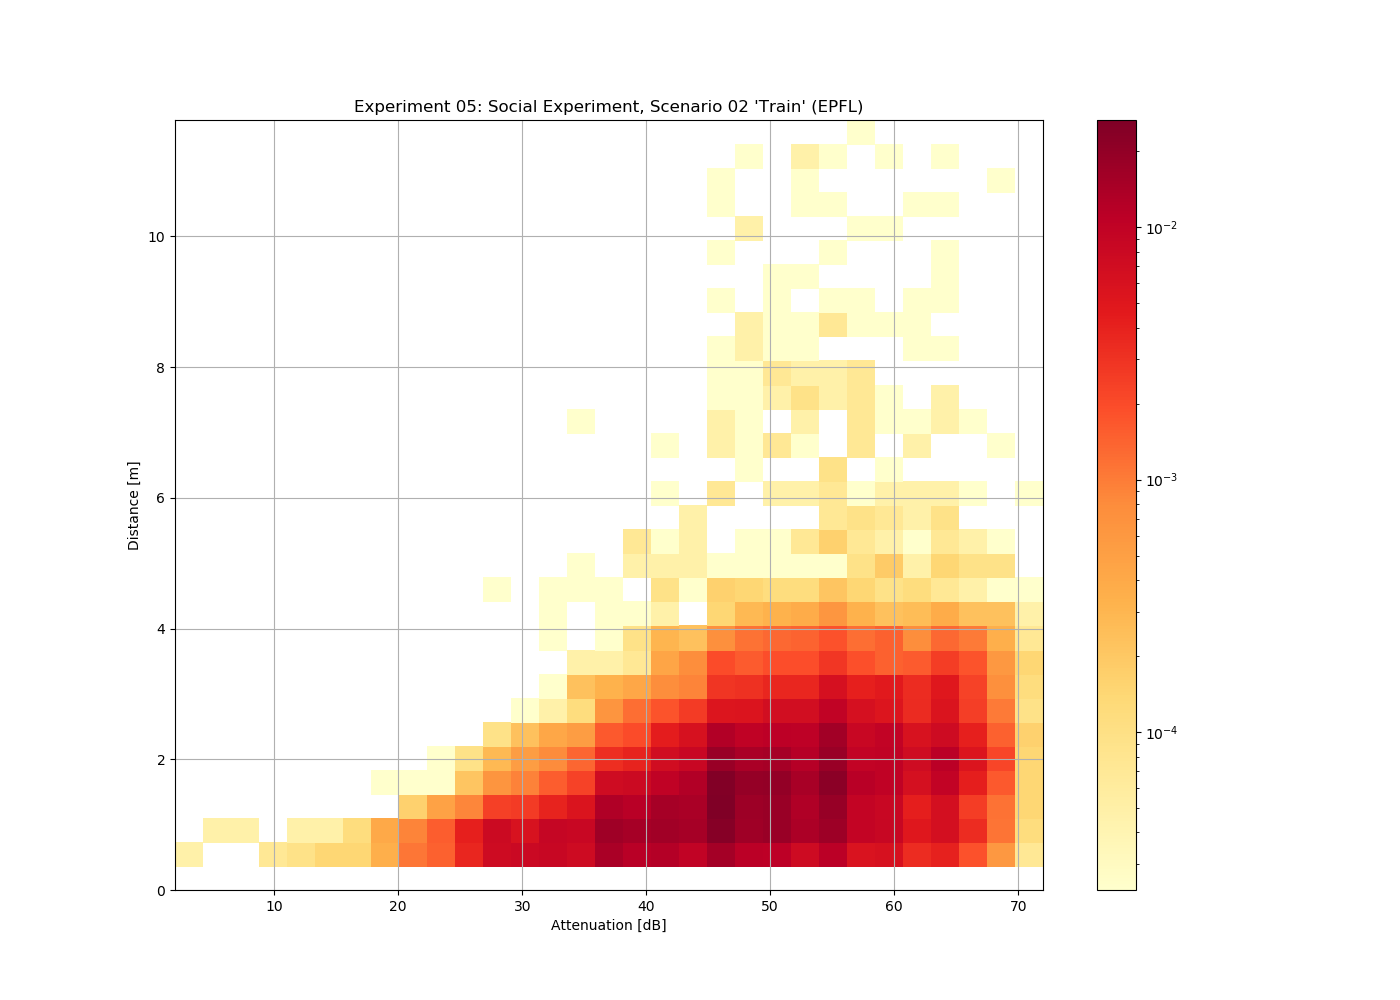 Experiment 05: Social Experiment, Scenario 02 'Train' (EPFL)
10
8
6
4
2
0
Distance [m]
10 20 30 40 50 60 70
Attenuation [dB]
10⁻²
10⁻³
10⁻⁴